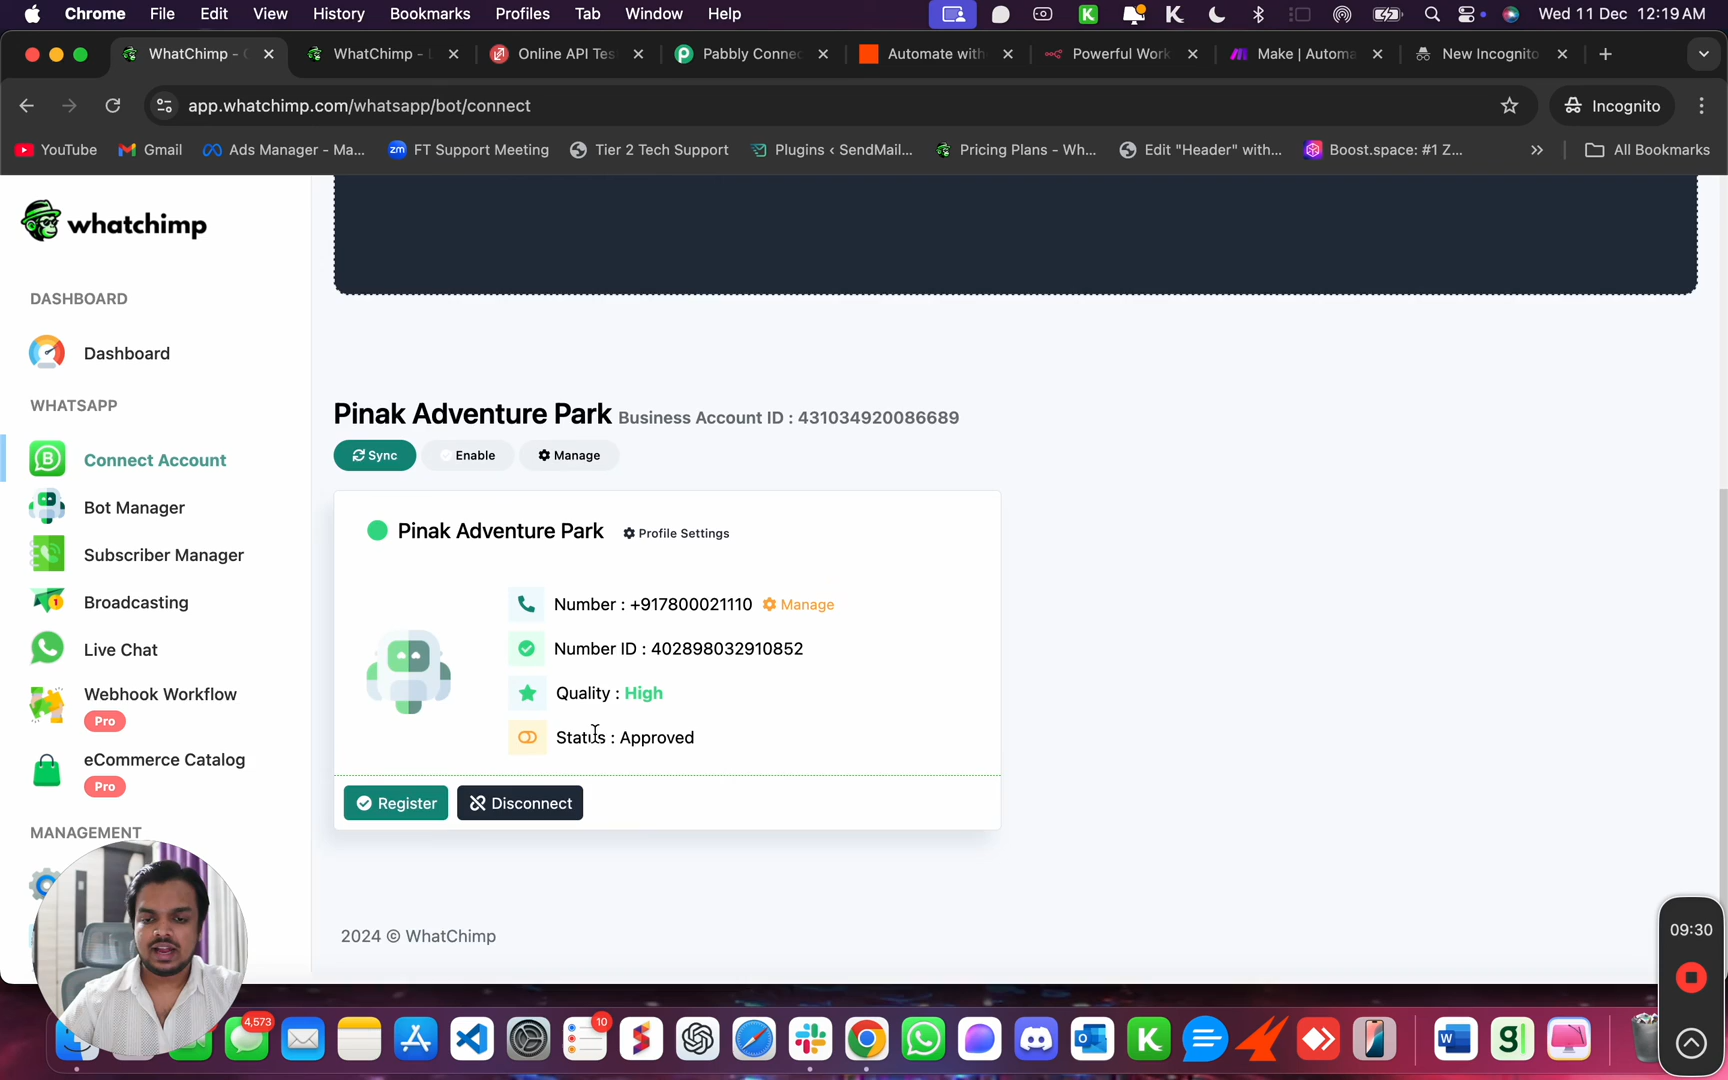 Chrome File Edit View History Bookmarks Profiles Tab Window Help Wed 11 Dec 12:19 AM
WhatChimp - WhatChimp - Online API Tes Pabbly Connec Automate with Powerful Work Make | Automa New Incognito
app.whatchimp.com/whatsapp/bot/connect Incognito
YouTube Gmail Ads Manager - Ma... FT Support Meeting Tier 2 Tech Support Plugins ‹ SendMail... Pricing Plans - Wh... Edit "Header" with... Boost.space: #1 Z... » All Bookmarks
whatchimp
DASHBOARD
Dashboard
WHATSAPP
Connect Account
Bot Manager
Subscriber Manager
Broadcasting
Live Chat
Webhook Workflow
Pro
eCommerce Catalog
Pro
MANAGEMENT
Pinak Adventure Park Business Account ID : 431034920086689
Sync Enable Manage
Pinak Adventure Park Profile Settings
Number : +917800021110 Manage
Number ID : 402898032910852
Quality : High
Status : Approved
Register Disconnect
2024 © WhatChimp
09:30
4,573
10